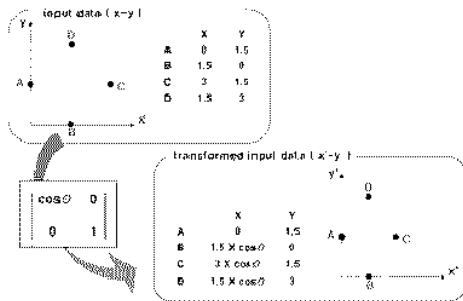 input data ( x-y )
Y
D
A
C
B
X
X Y
A 0 1.5
B 1.5 0
C 3 1.5
D 1.5 3
cosθ 0
0 1
transformed input data ( x'-y )
y'
D
A
C
B
x'
X Y
A 0 1.5
B 1.5 X cosθ 0
C 3 X cosθ 1.5
D 1.5 X cosθ 3